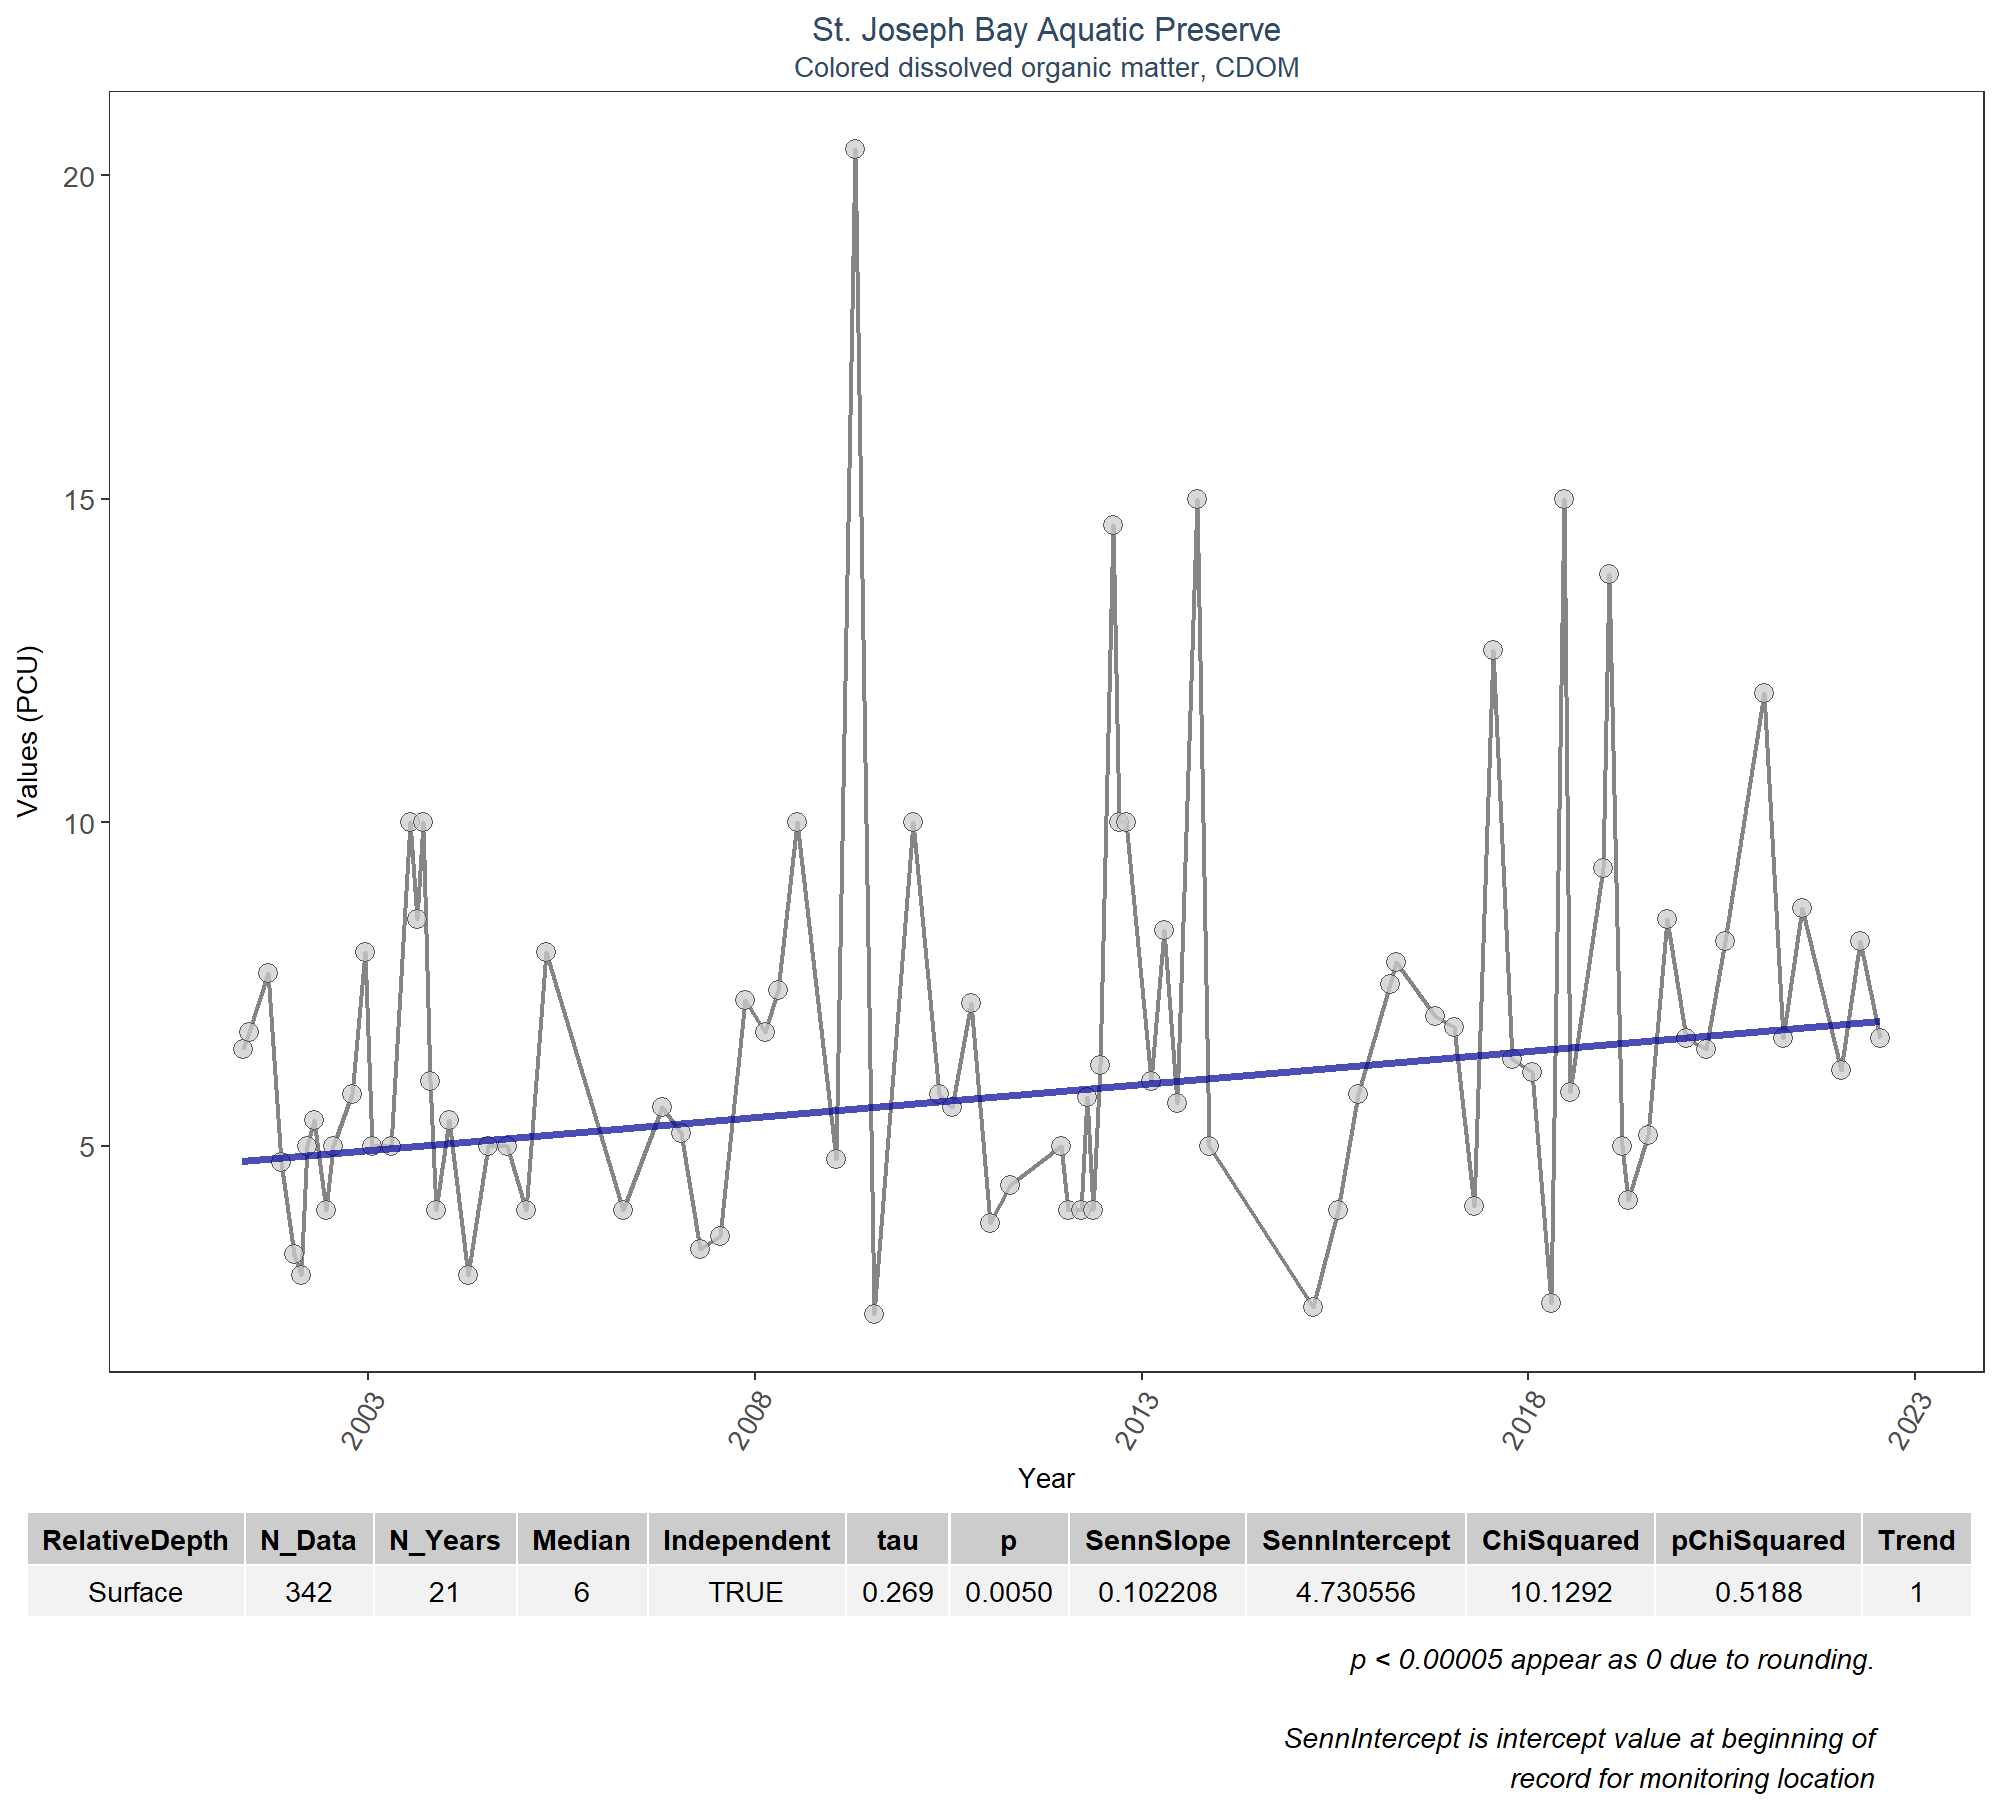 St. Joseph Bay Aquatic Preserve
Colored dissolved organic matter, CDOM
20
15
10
5
Values (PCU)
2003 2008 2013 2018 2023
Year
RelativeDepth N_Data N_Years Median Independent tau p SennSlope SennIntercept ChiSquared pChiSquared Trend
Surface 342 21 6 TRUE 0.269 0.0050 0.102208 4.730556 10.1292 0.5188 1
p < 0.00005 appear as 0 due to rounding.
SennIntercept is intercept value at beginning of
record for monitoring location